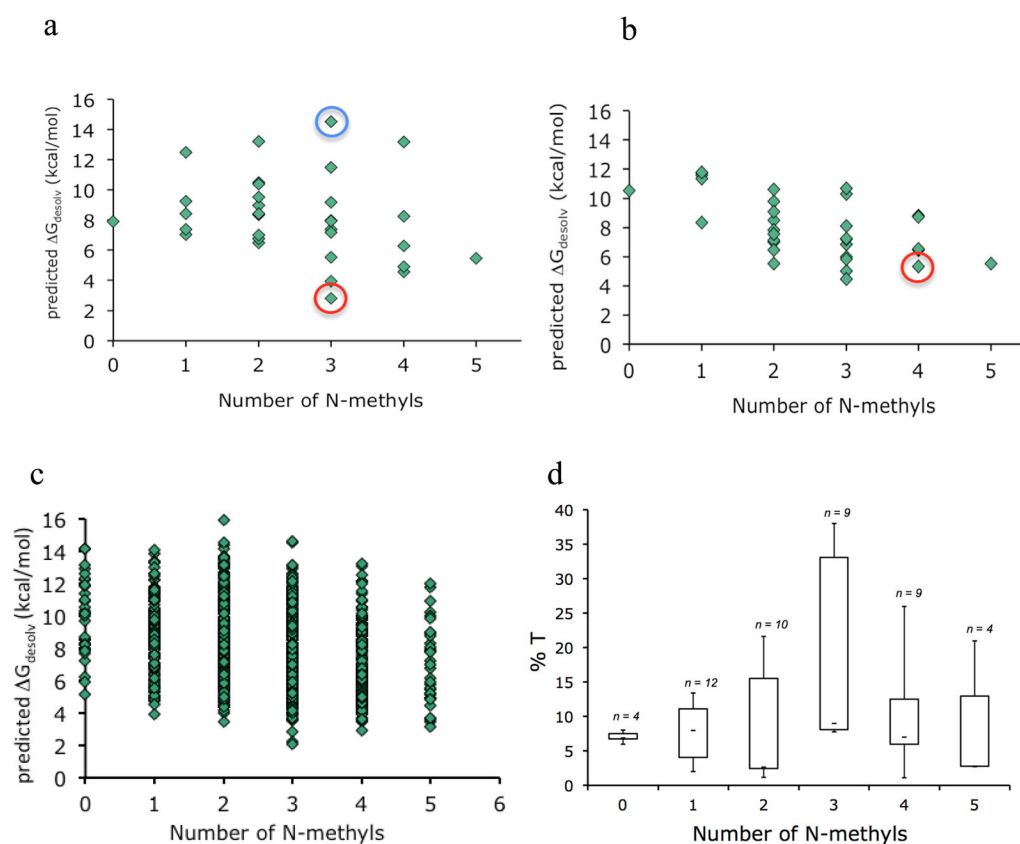 a
predicted ΔG_desolv (kcal/mol)
16
14
12
10
8
6
4
2
0
0 1 2 3 4 5
Number of N-methyls
b
predicted ΔG_desolv (kcal/mol)
16
14
12
10
8
6
4
2
0
0 1 2 3 4 5
Number of N-methyls
c
predicted ΔG_desolv (kcal/mol)
16
14
12
10
8
6
4
2
0
0 1 2 3 4 5 6
Number of N-methyls
d
% T
40
35
30
25
20
15
10
5
0
n = 4
n = 12
n = 10
n = 9
n = 9
n = 4
0 1 2 3 4 5
Number of N-methyls